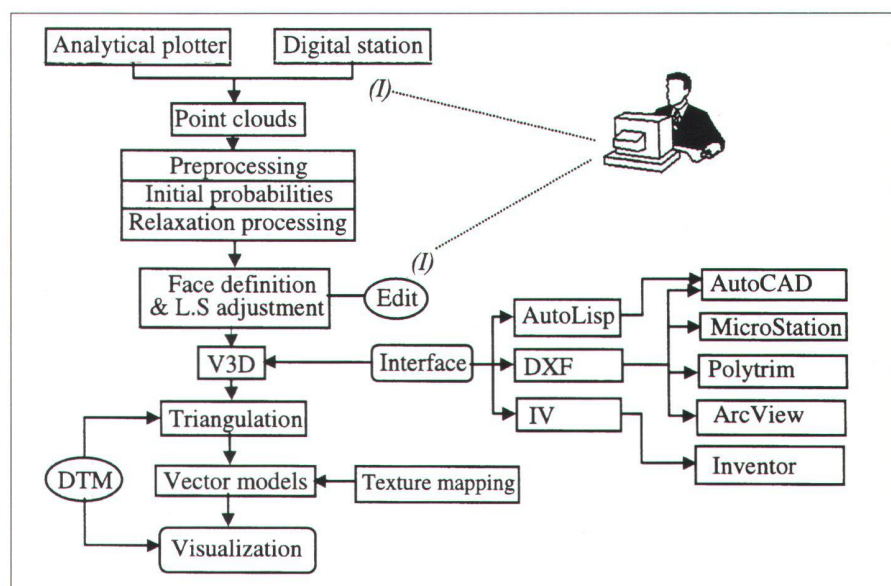 Analytical plotter
Digital station
(I)
Point clouds
Preprocessing
Initial probabilities
Relaxation processing
(I)
Face definition
& L.S adjustment
Edit
AutoCAD
AutoLisp
MicroStation
V3D
Interface
DXF
Polytrim
Triangulation
IV
ArcView
DTM
Vector models
Texture mapping
Inventor
Visualization